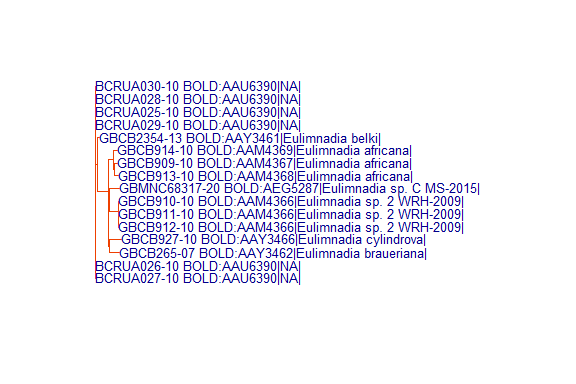 BCRUA030-10 BOLD:AAU6390|NA|
BCRUA028-10 BOLD:AAU6390|NA|
BCRUA025-10 BOLD:AAU6390|NA|
BCRUA029-10 BOLD:AAU6390|NA|
GBCB2354-13 BOLD:AAY3461|Eulimnadia belki|
GBCB914-10 BOLD:AAM4369|Eulimnadia africana|
GBCB909-10 BOLD:AAM4367|Eulimnadia africana|
GBCB913-10 BOLD:AAM4368|Eulimnadia africana|
GBMNC68317-20 BOLD:AEG5287|Eulimnadia sp. C MS-2015|
GBCB910-10 BOLD:AAM4366|Eulimnadia sp. 2 WRH-2009|
GBCB911-10 BOLD:AAM4366|Eulimnadia sp. 2 WRH-2009|
GBCB912-10 BOLD:AAM4366|Eulimnadia sp. 2 WRH-2009|
GBCB927-10 BOLD:AAY3466|Eulimnadia cylindrova|
GBCB265-07 BOLD:AAY3462|Eulimnadia braueriana|
BCRUA026-10 BOLD:AAU6390|NA|
BCRUA027-10 BOLD:AAU6390|NA|